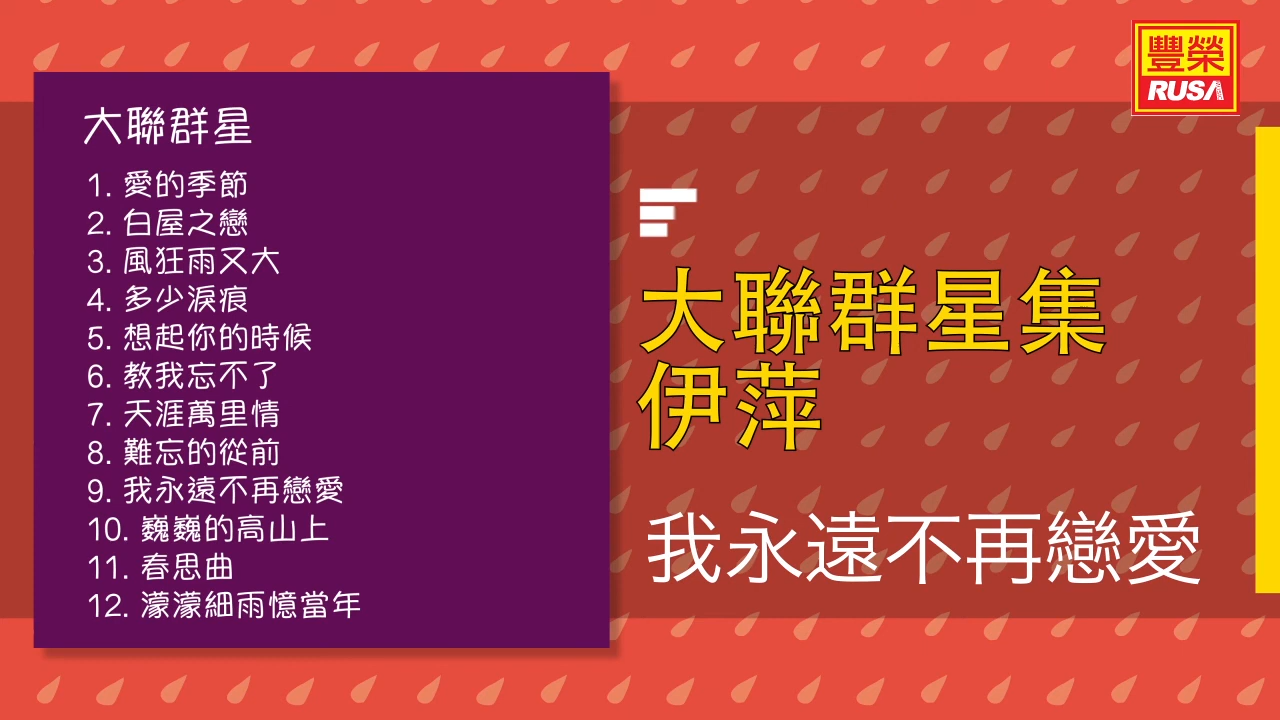 豐榮
RUSA
大聯群星
1. 愛的季節
2. 白屋之戀
3. 風狂雨又大
4. 多少淚痕
5. 想起你的時候
6. 教我忘不了
7. 天涯萬里情
8. 難忘的從前
9. 我永遠不再戀愛
10. 巍巍的高山上
11. 春思曲
12. 濛濛細雨憶當年
大聯群星集
伊萍
我永遠不再戀愛